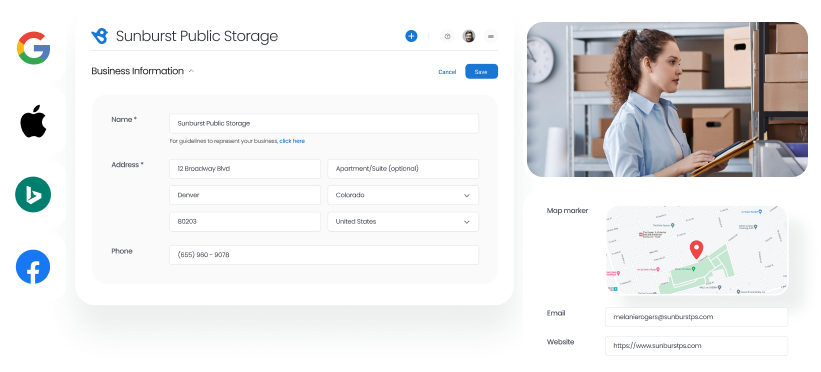 Sunburst Public Storage
Business Information
Cancel
Save
Name *
Sunburst Public Storage
For guidelines to represent your business, click here
Address *
12 Broadway Blvd
Apartment/Suite (optional)
Denver
Colorado
80203
United States
Phone
(655) 960 - 9078
Map marker
Email
melanierogers@sunburstps.com
Website
https://www.sunburstps.com